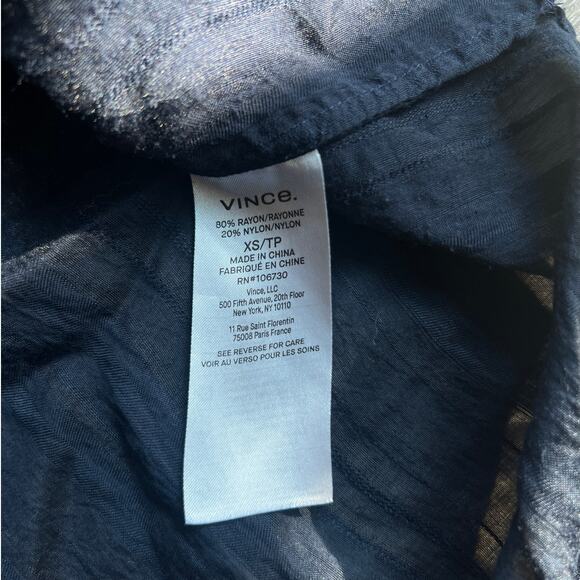 VINCE.
80% RAYON/RAYONNE
20% NYLON/NYLON
XS/TP
MADE IN CHINA
FABRIQUÉ EN CHINE
RN#106730
Vince, LLC
500 Fifth Avenue, 20th Floor
New York, NY 10110
11 Rue Saint Florentin
75008 Paris France
SEE REVERSE FOR CARE
VOIR AU VERSO POUR LES SOINS